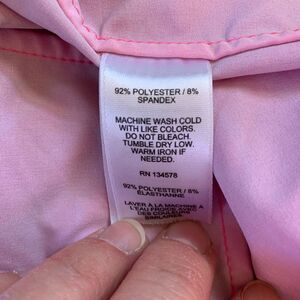 92% POLYESTER / 8%
SPANDEX
MACHINE WASH COLD
WITH LIKE COLORS.
DO NOT BLEACH.
TUMBLE DRY LOW.
WARM IRON IF
NEEDED.
RN 134578
92% POLYESTER / 8%
ÉLASTHANNE
LAVER À LA MACHINE À
L'EAU FROIDE AVEC
DES COULEURS
SIMILAIRES